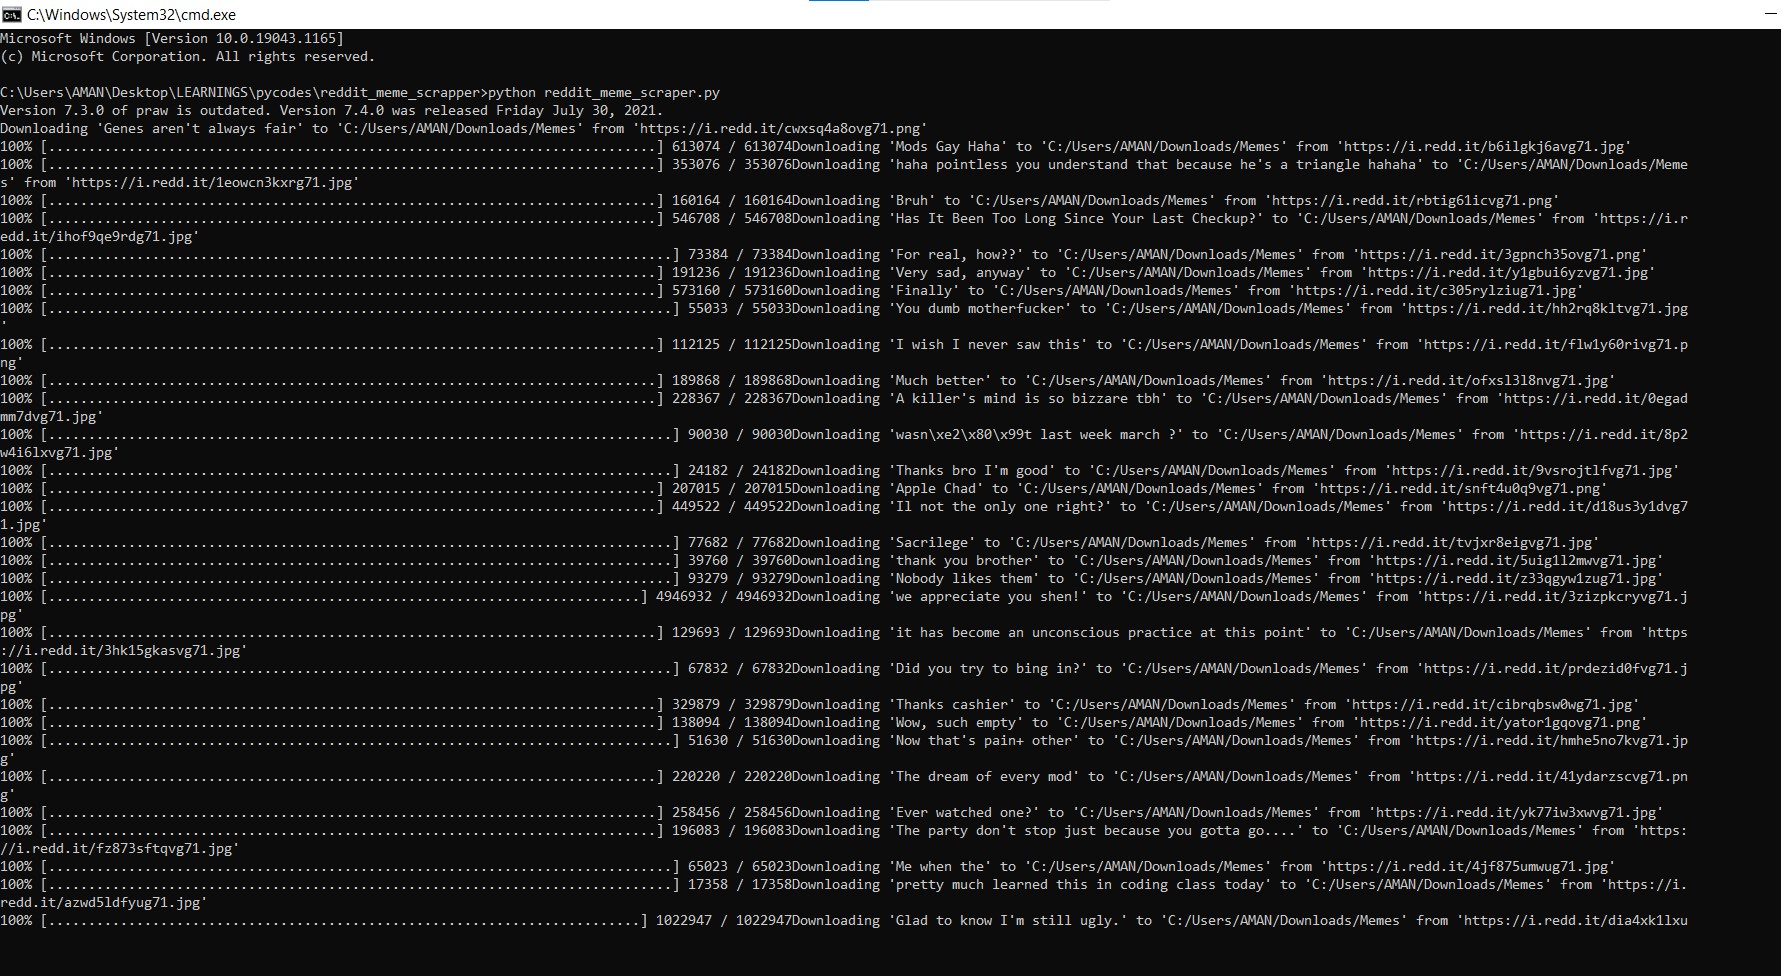 C:\Windows\System32\cmd.exe
Microsoft Windows [Version 10.0.19043.1165]
(c) Microsoft Corporation. All rights reserved.
C:\Users\AMAN\Desktop\LEARNINGS\pycodes\reddit_meme_scrapper>python reddit_meme_scraper.py
Version 7.3.0 of praw is outdated. Version 7.4.0 was released Friday July 30, 2021.
Downloading 'Genes aren't always fair' to 'C:/Users/AMAN/Downloads/Memes' from 'https://i.redd.it/cwxsq4a8ovg71.png'
100% [............................................................................] 613074 / 613074Downloading 'Mods Gay Haha' to 'C:/Users/AMAN/Downloads/Memes' from 'https://i.redd.it/b6ilgkj6avg71.jpg'
100% [............................................................................] 353076 / 353076Downloading 'haha pointless you understand that because he's a triangle hahaha' to 'C:/Users/AMAN/Downloads/Meme
s' from 'https://i.redd.it/1eowcn3kxrg71.jpg'
100% [............................................................................] 160164 / 160164Downloading 'Bruh' to 'C:/Users/AMAN/Downloads/Memes' from 'https://i.redd.it/rbtig61icvg71.png'
100% [............................................................................] 546708 / 546708Downloading 'Has It Been Too Long Since Your Last Checkup?' to 'C:/Users/AMAN/Downloads/Memes' from 'https://i.r
edd.it/ihof9qe9rdg71.jpg'
100% [..............................................................................] 73384 / 73384Downloading 'For real, how??' to 'C:/Users/AMAN/Downloads/Memes' from 'https://i.redd.it/3gpnch35ovg71.png'
100% [............................................................................] 191236 / 191236Downloading 'Very sad, anyway' to 'C:/Users/AMAN/Downloads/Memes' from 'https://i.redd.it/y1gbui6yzvg71.jpg'
100% [............................................................................] 573160 / 573160Downloading 'Finally' to 'C:/Users/AMAN/Downloads/Memes' from 'https://i.redd.it/c305rylziug71.jpg'
100% [..............................................................................] 55033 / 55033Downloading 'You dumb motherfucker' to 'C:/Users/AMAN/Downloads/Memes' from 'https://i.redd.it/hh2rq8kltvg71.jpg
'
100% [............................................................................] 112125 / 112125Downloading 'I wish I never saw this' to 'C:/Users/AMAN/Downloads/Memes' from 'https://i.redd.it/flw1y60rivg71.p
ng'
100% [............................................................................] 189868 / 189868Downloading 'Much better' to 'C:/Users/AMAN/Downloads/Memes' from 'https://i.redd.it/ofxsl3l8nvg71.jpg'
100% [............................................................................] 228367 / 228367Downloading 'A killer's mind is so bizzare tbh' to 'C:/Users/AMAN/Downloads/Memes' from 'https://i.redd.it/0egad
mm7dvg71.jpg'
100% [..............................................................................] 90030 / 90030Downloading 'wasn\xe2\x80\x99t last week march ?' to 'C:/Users/AMAN/Downloads/Memes' from 'https://i.redd.it/8p2
w4i6lxvg71.jpg'
100% [..............................................................................] 24182 / 24182Downloading 'Thanks bro I'm good' to 'C:/Users/AMAN/Downloads/Memes' from 'https://i.redd.it/9vsrojtlfvg71.jpg'
100% [............................................................................] 207015 / 207015Downloading 'Apple Chad' to 'C:/Users/AMAN/Downloads/Memes' from 'https://i.redd.it/snft4u0q9vg71.png'
100% [............................................................................] 449522 / 449522Downloading 'Il not the only one right?' to 'C:/Users/AMAN/Downloads/Memes' from 'https://i.redd.it/d18us3y1dvg7
1.jpg'
100% [..............................................................................] 77682 / 77682Downloading 'Sacrilege' to 'C:/Users/AMAN/Downloads/Memes' from 'https://i.redd.it/tvjxr8eigvg71.jpg'
100% [..............................................................................] 39760 / 39760Downloading 'thank you brother' to 'C:/Users/AMAN/Downloads/Memes' from 'https://i.redd.it/5uig1l2mwvg71.jpg'
100% [..............................................................................] 93279 / 93279Downloading 'Nobody likes them' to 'C:/Users/AMAN/Downloads/Memes' from 'https://i.redd.it/z33qgyw1zug71.jpg'
100% [..........................................................................] 4946932 / 4946932Downloading 'we appreciate you shen!' to 'C:/Users/AMAN/Downloads/Memes' from 'https://i.redd.it/3zizpkcryvg71.j
pg'
100% [............................................................................] 129693 / 129693Downloading 'it has become an unconscious practice at this point' to 'C:/Users/AMAN/Downloads/Memes' from 'https
://i.redd.it/3hk15gkasvg71.jpg'
100% [..............................................................................] 67832 / 67832Downloading 'Did you try to bing in?' to 'C:/Users/AMAN/Downloads/Memes' from 'https://i.redd.it/prdezid0fvg71.j
pg'
100% [............................................................................] 329879 / 329879Downloading 'Thanks cashier' to 'C:/Users/AMAN/Downloads/Memes' from 'https://i.redd.it/cibrqbsw0wg71.jpg'
100% [............................................................................] 138094 / 138094Downloading 'Wow, such empty' to 'C:/Users/AMAN/Downloads/Memes' from 'https://i.redd.it/yator1gqovg71.png'
100% [..............................................................................] 51630 / 51630Downloading 'Now that's pain+ other' to 'C:/Users/AMAN/Downloads/Memes' from 'https://i.redd.it/hmhe5no7kvg71.jp
g'
100% [............................................................................] 220220 / 220220Downloading 'The dream of every mod' to 'C:/Users/AMAN/Downloads/Memes' from 'https://i.redd.it/41ydarzscvg71.pn
g'
100% [............................................................................] 258456 / 258456Downloading 'Ever watched one?' to 'C:/Users/AMAN/Downloads/Memes' from 'https://i.redd.it/yk77iw3xwvg71.jpg'
100% [............................................................................] 196083 / 196083Downloading 'The party don't stop just because you gotta go....' to 'C:/Users/AMAN/Downloads/Memes' from 'https:
//i.redd.it/fz873sftqvg71.jpg'
100% [..............................................................................] 65023 / 65023Downloading 'Me when the' to 'C:/Users/AMAN/Downloads/Memes' from 'https://i.redd.it/4jf875umwug71.jpg'
100% [..............................................................................] 17358 / 17358Downloading 'pretty much learned this in coding class today' to 'C:/Users/AMAN/Downloads/Memes' from 'https://i.
redd.it/azwd5ldfyug71.jpg'
100% [..........................................................................] 1022947 / 1022947Downloading 'Glad to know I'm still ugly.' to 'C:/Users/AMAN/Downloads/Memes' from 'https://i.redd.it/dia4xk1lxu